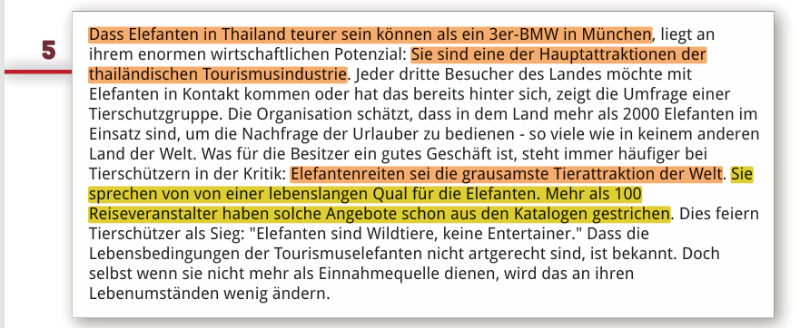 5
Dass Elefanten in Thailand teurer sein können als ein 3er-BMW in München, liegt an
ihrem enormen wirtschaftlichen Potenzial: Sie sind eine der Hauptattraktionen der
thailändischen Tourismusindustrie. Jeder dritte Besucher des Landes möchte mit
Elefanten in Kontakt kommen oder hat das bereits hinter sich, zeigt die Umfrage einer
Tierschutzgruppe. Die Organisation schätzt, dass in dem Land mehr als 2000 Elefanten im
Einsatz sind, um die Nachfrage der Urlauber zu bedienen - so viele wie in keinem anderen
Land der Welt. Was für die Besitzer ein gutes Geschäft ist, steht immer häufiger bei
Tierschützern in der Kritik: Elefantenreiten sei die grausamste Tierattraktion der Welt. Sie
sprechen von von einer lebenslangen Qual für die Elefanten. Mehr als 100
Reiseveranstalter haben solche Angebote schon aus den Katalogen gestrichen. Dies feiern
Tierschützer als Sieg: "Elefanten sind Wildtiere, keine Entertainer." Dass die
Lebensbedingungen der Tourismuselefanten nicht artgerecht sind, ist bekannt. Doch
selbst wenn sie nicht mehr als Einnahmequelle dienen, wird das an ihren
Lebenumständen wenig ändern.